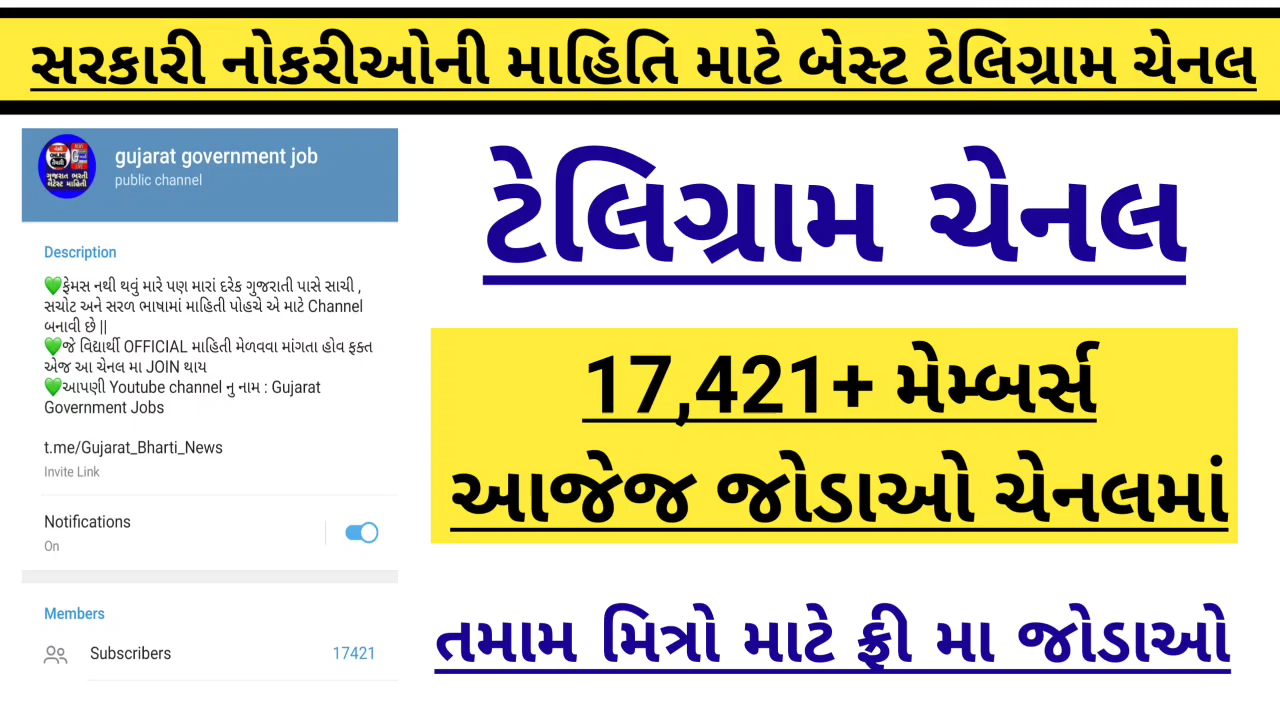 સરકારી નોકરીઓની માહિતિ માટે બેસ્ટ ટેલિગ્રામ ચેનલ
gujarat government job
public channel
Description
💚ફેમસ નથી થવું મારે પણ મારાં દરેક ગુજરાતી પાસે સાચી ,
સચોટ અને સરળ ભાષામાં માહિતી પોહચે એ માટે Channel
બનાવી છે ||
💚જે વિદ્યાર્થી OFFICIAL માહિતી મેળવવા માંગતા હોવ ફક્ત
એજ આ ચેનલ મા JOIN થાય
💚આપણી Youtube channel નુ નામ : Gujarat
Government Jobs
t.me/Gujarat_Bharti_News
Invite Link
Notifications
On
Members
Subscribers 17421
ટેલિગ્રામ ચેનલ
17,421+ મેમ્બર્સ
આજેજ જોડાઓ ચેનલમાં
તમામ મિત્રો માટે ફ્રી મા જોડાઓ
ગુજરાત ભરતી
લેટેસ્ટ માહિતી